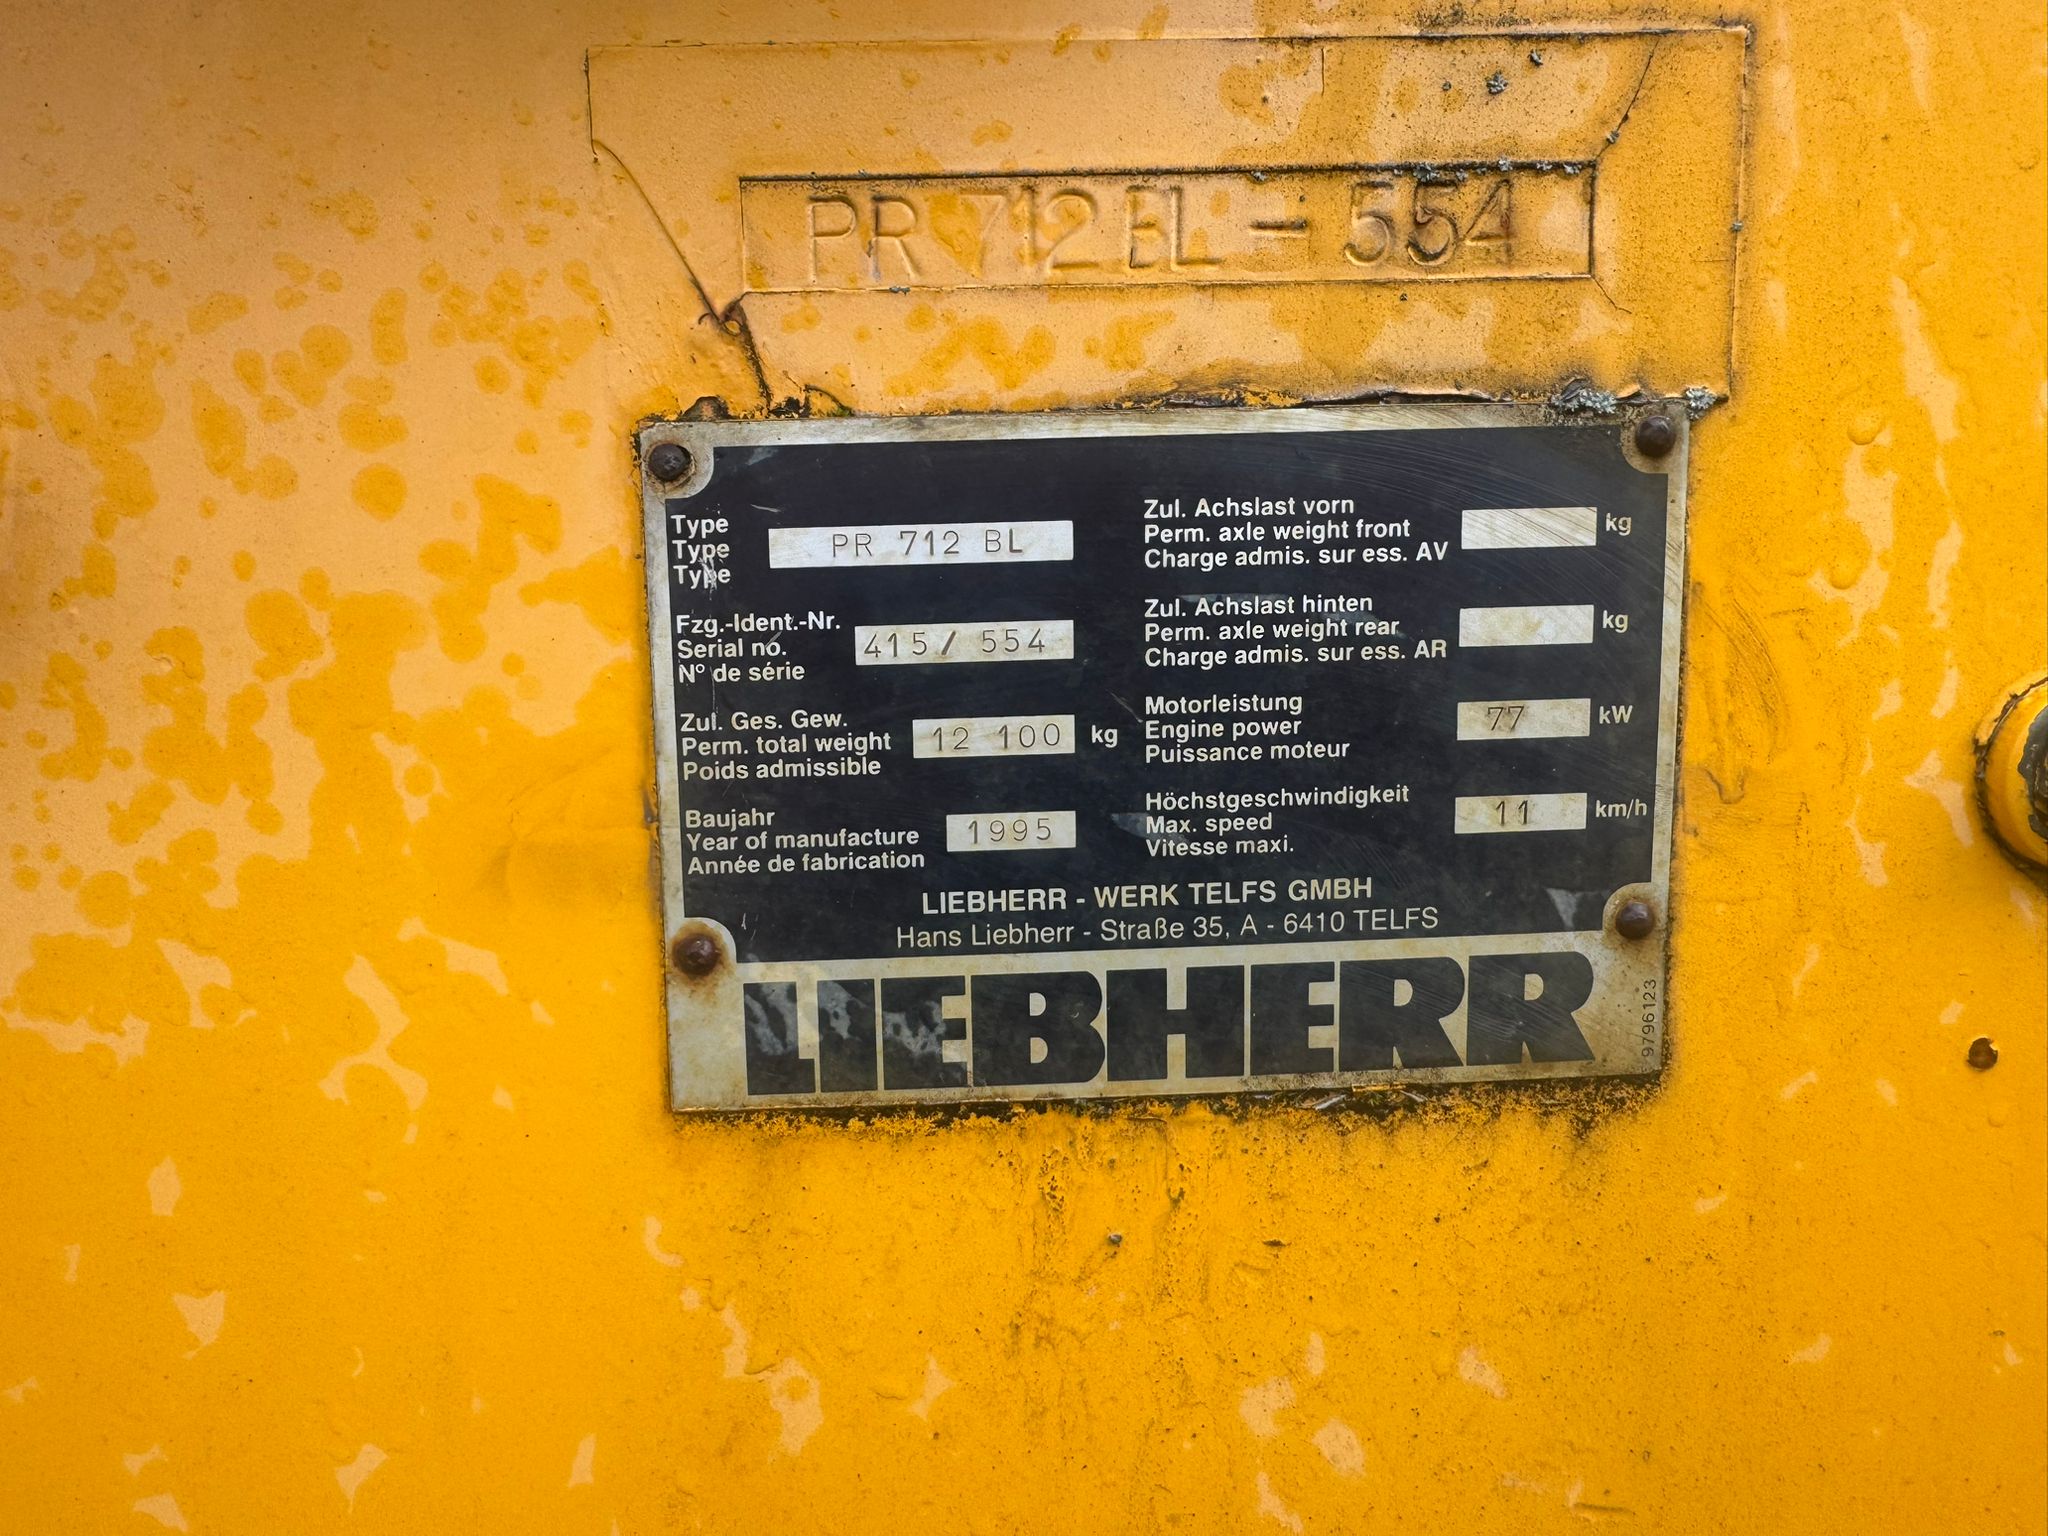 PR 712 BL - 554
Type
Type
Type
PR 712 BL
Fzg.-Ident.-Nr.
Serial no.
N° de série
415/ 554
Zul. Ges. Gew.
Perm. total weight
Poids admissible
12 100 kg
Baujahr
Year of manufacture
Année de fabrication
1995
Zul. Achslast vorn
Perm. axle weight front
Charge admis. sur ess. AV
kg
Zul. Achslast hinten
Perm. axle weight rear
Charge admis. sur ess. AR
kg
Motorleistung
Engine power
Puissance moteur
77 kW
Höchstgeschwindigkeit
Max. speed
Vitesse maxi.
11 km/h
LIEBHERR - WERK TELFS GMBH
Hans Liebherr - Straße 35, A - 6410 TELFS
LIEBHERR
9796123